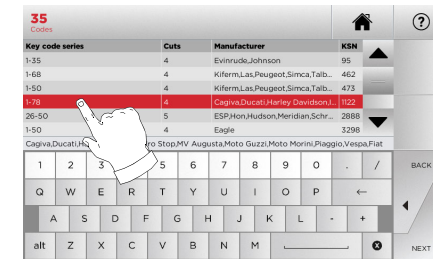 35
Codes
?
Key code series Cuts Manufacturer KSN
1-35 4 Evinrude,Johnson 95
1-68 4 Kiferm,Las,Peugeot,Simca,Talb... 462
1-50 4 Kiferm,Las,Peugeot,Simca,Talb... 473
1-78 4 Cagiva,Ducati,Harley Davidson,I... 1122
26-50 5 ESP,Hon,Hudson,Meridian,Schr... 2888
1-50 4 Eagle 3298
Cagiva,Ducati, Stop,MV Augusta,Moto Guzzi,Moto Morini,Piaggio,Vespa,Fiat
1 2 3 5 6 7 8 9 0 . /
BACK
Q W E R T Y U I O P ←
A S D F G H J K L - +
alt Z X C V B N M X
NEXT